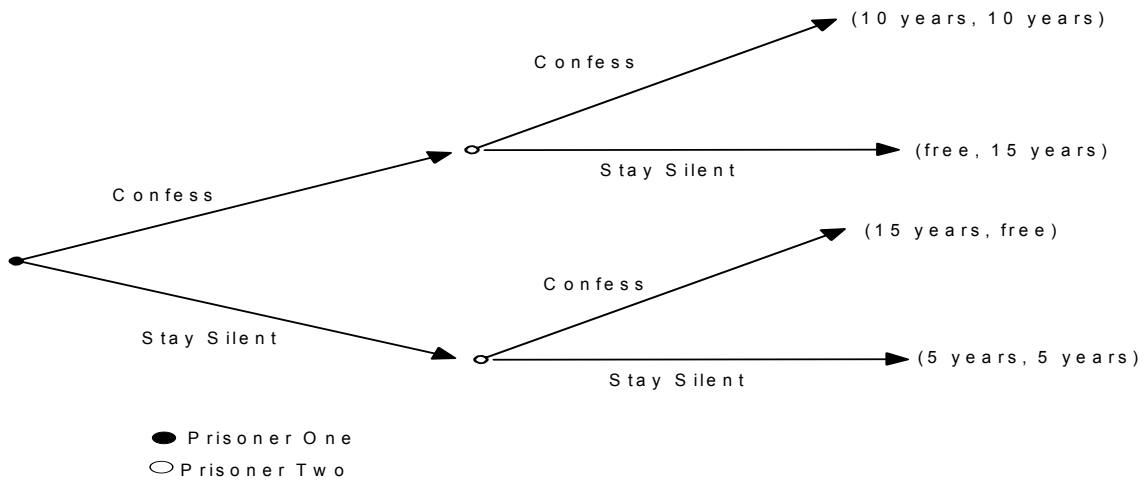 (10 years, 10 years)
Confess
(free, 15 years)
Stay Silent
Confess
(15 years, free)
Confess
Stay Silent
(5 years, 5 years)
Stay Silent
Prisoner One
Prisoner Two